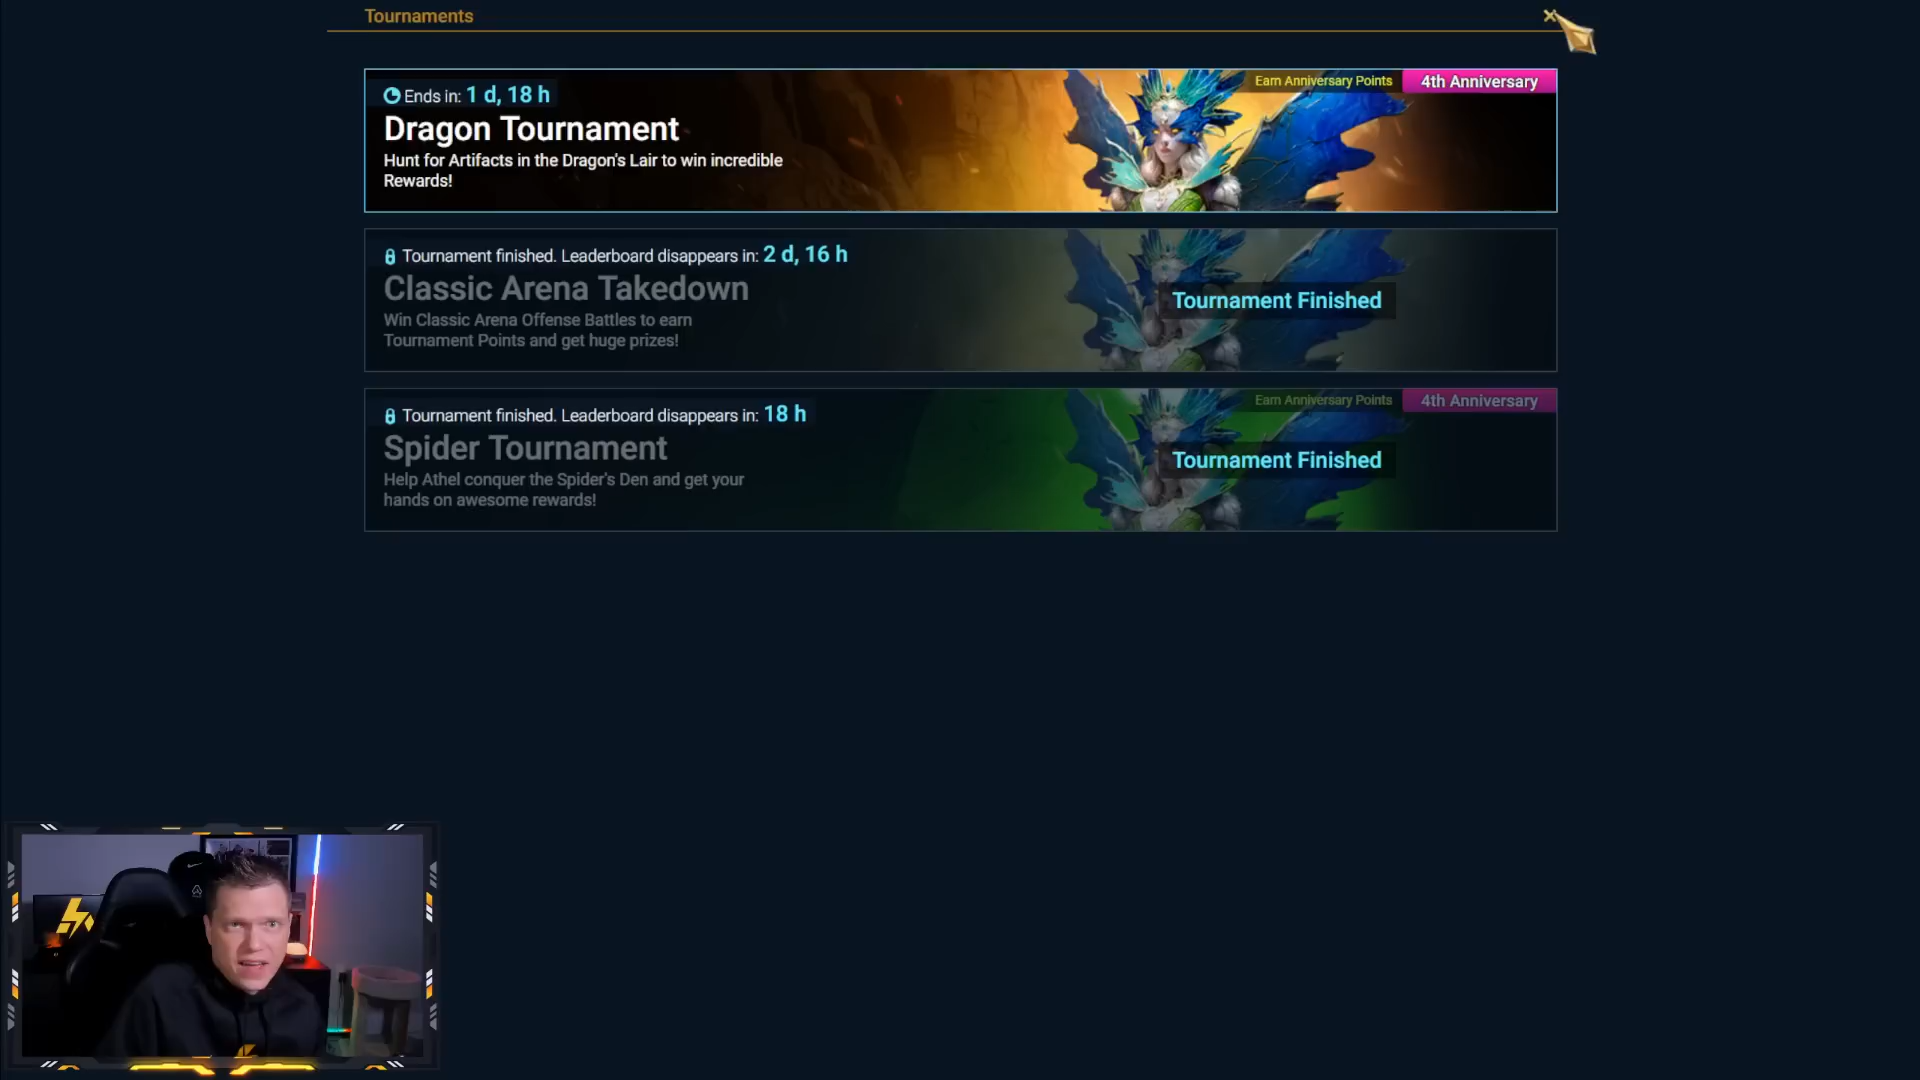 Tournaments
Ends in: 1 d, 18 h
Earn Anniversary Points
4th Anniversary
Dragon Tournament
Hunt for Artifacts in the Dragon's Lair to win incredible
Rewards!
Tournament finished. Leaderboard disappears in: 2 d, 16 h
Classic Arena Takedown
Tournament Finished
Win Classic Arena Offense Battles to earn
Tournament Points and get huge prizes!
Tournament finished. Leaderboard disappears in: 18 h
Earn Anniversary Points
4th Anniversary
Spider Tournament
Tournament Finished
Help Athel conquer the Spider's Den and get your
hands on awesome rewards!